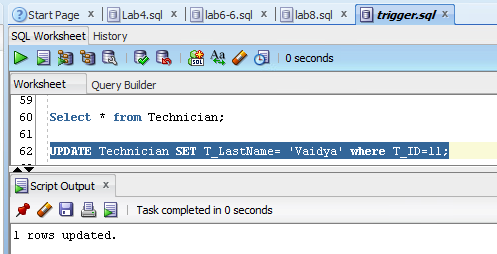 Start Page x Lab4.sql x lab6-6.sql x lab8.sql x trigger.sql x
SQL Worksheet History
SQL Aa 0 seconds
Worksheet Query Builder
59
60 Select * from Technician;
61
62 UPDATE Technician SET T_LastName= 'Vaidya' where T_ID=11;
Script Output x
Task completed in 0 seconds
1 rows updated.